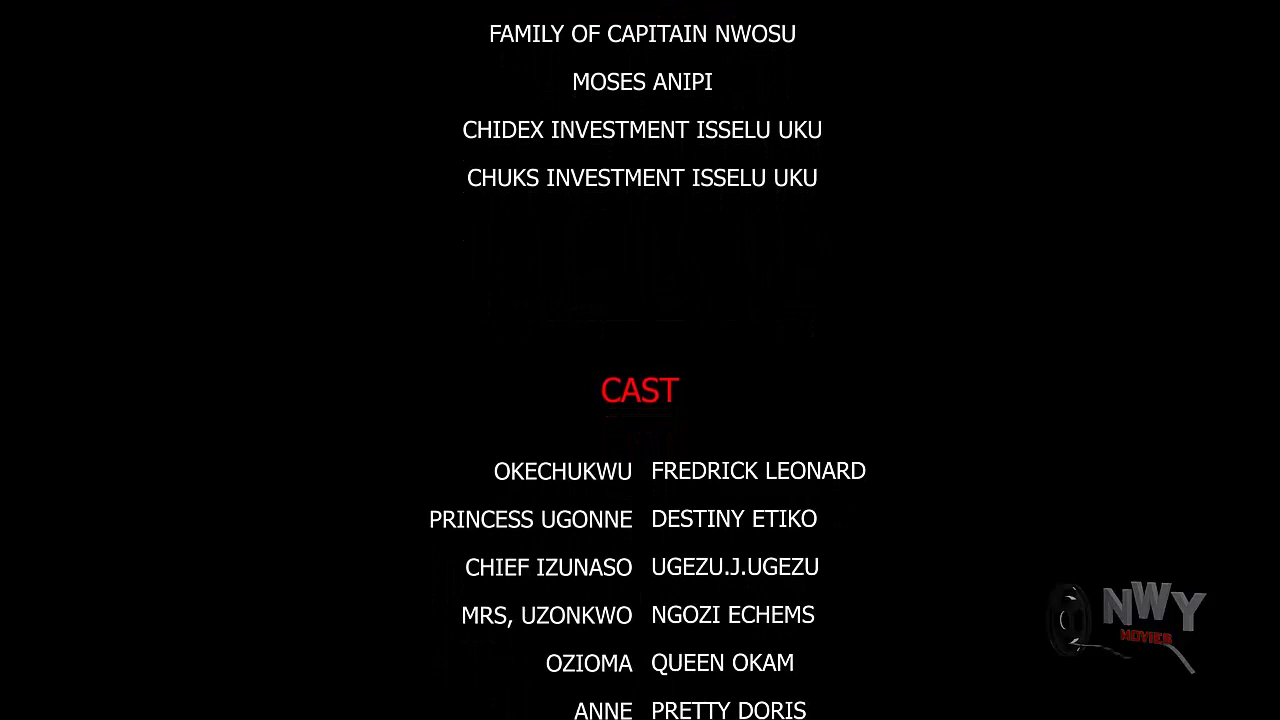 FAMILY OF CAPITAIN NWOSU
MOSES ANIPI
CHIDEX INVESTMENT ISSELU UKU
CHUKS INVESTMENT ISSELU UKU
CAST
OKECHUKWU FREDRICK LEONARD
PRINCESS UGONNE DESTINY ETIKO
CHIEF IZUNASO UGEZU.J.UGEZU
MRS, UZONKWO NGOZI ECHEMS
OZIOMA QUEEN OKAM
ANNE PRETTY DORIS
NWY
MOVIES